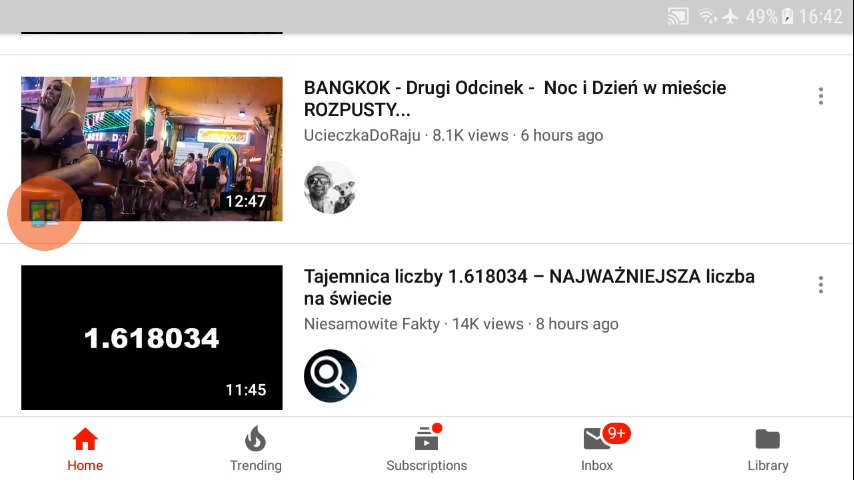 49% 16:42
BANGKOK - Drugi Odcinek - Noc i Dzień w mieście
ROZPUSTY...
UcieczkaDoRaju · 8.1K views · 6 hours ago
12:47
Tajemnica liczby 1.618034 – NAJWAŻNIEJSZA liczba
na świecie
Niesamowite Fakty · 14K views · 8 hours ago
1.618034
11:45
9+
Home Trending Subscriptions Inbox Library